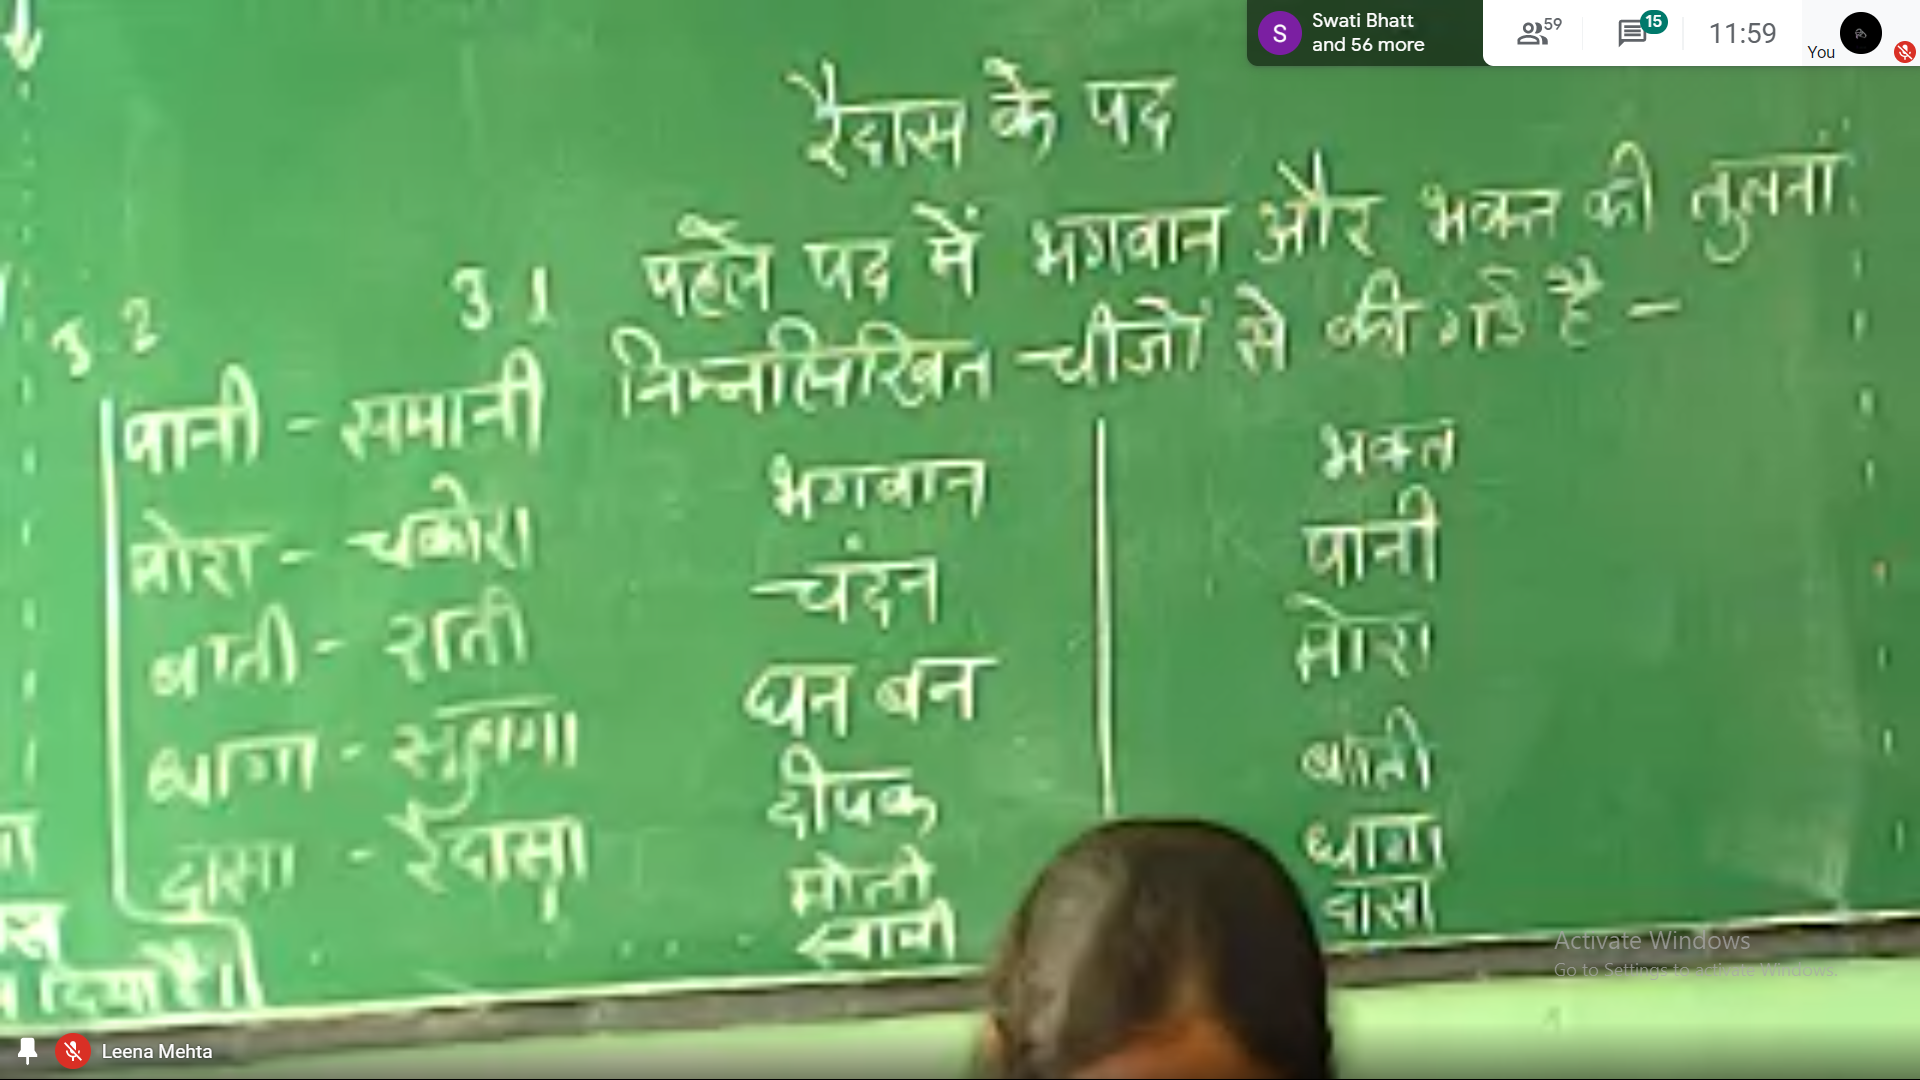 S
Swati Bhatt
and 56 more
59
15
11:59
You
रैदास के पद
उ 1 पहले पद में भगवान और भक्त की तुलना
निम्नलिखित चीजों से की गई है –
भगवान | भक्त
चंदन | पानी
घन बन | मोरा
दीपक | बाती
मोती | धागा
स्वामी | दासा
उ 2
पानी - समानी
मोरा - चकोरा
बाती - राती
धागा - सुहागा
दासा - रैदासा
दिया है।
Activate Windows
Go to Settings to activate Windows.
Leena Mehta